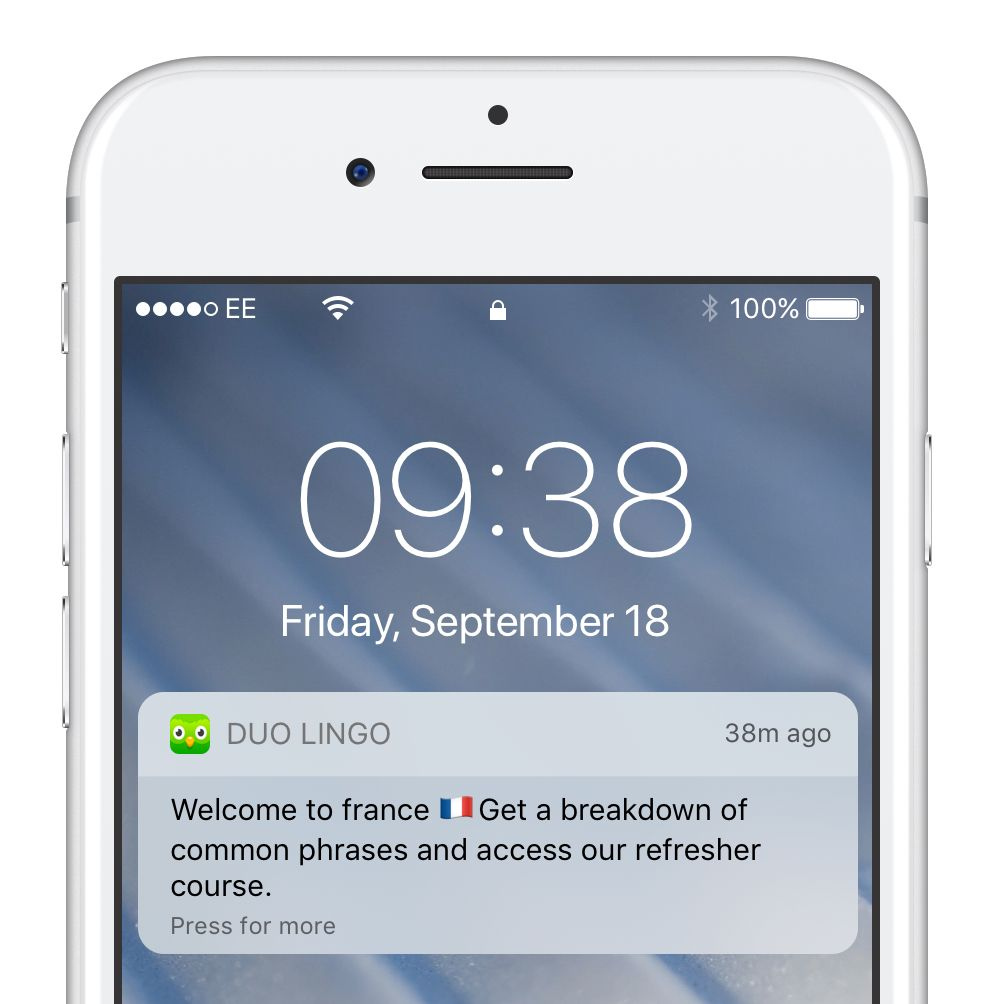 EE
100%
09:38
Friday, September 18
DUO LINGO 38m ago
Welcome to france 🇫🇷 Get a breakdown of
common phrases and access our refresher
course.
Press for more